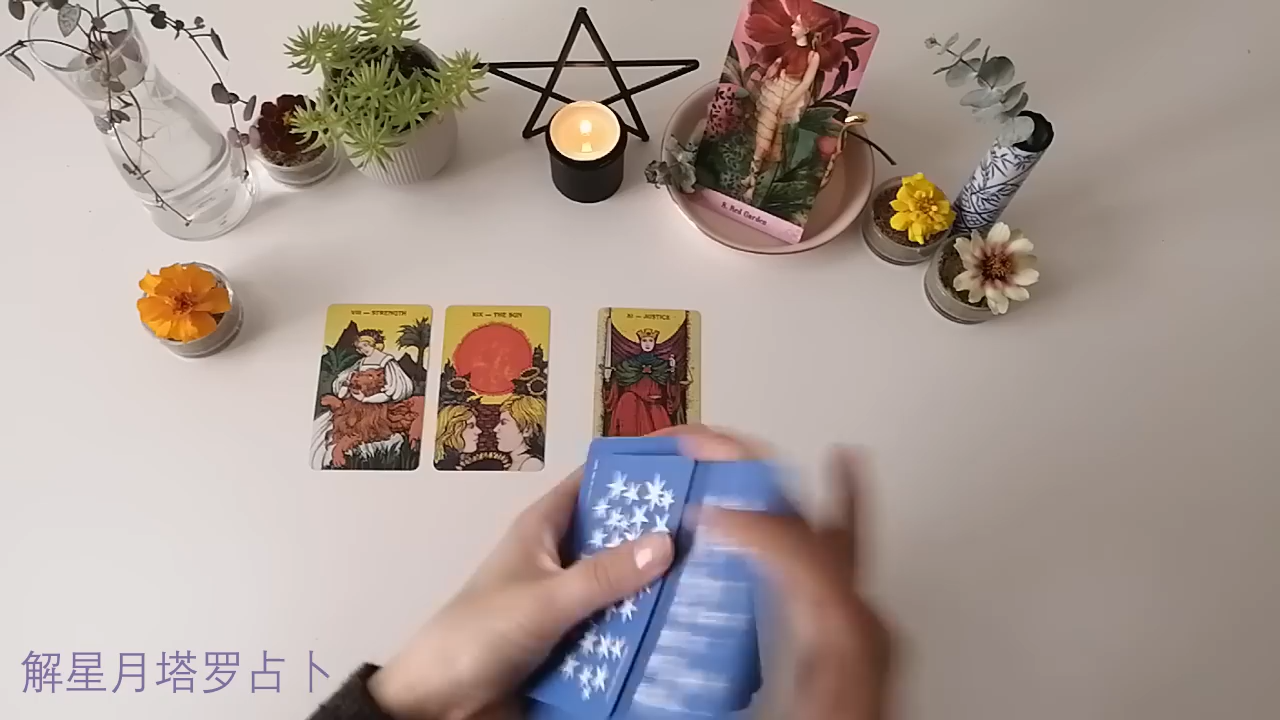 8. Red Garden
VIII — STRENGTH
XIX — THE SUN
XI — JUSTICE
解星月塔罗占卜